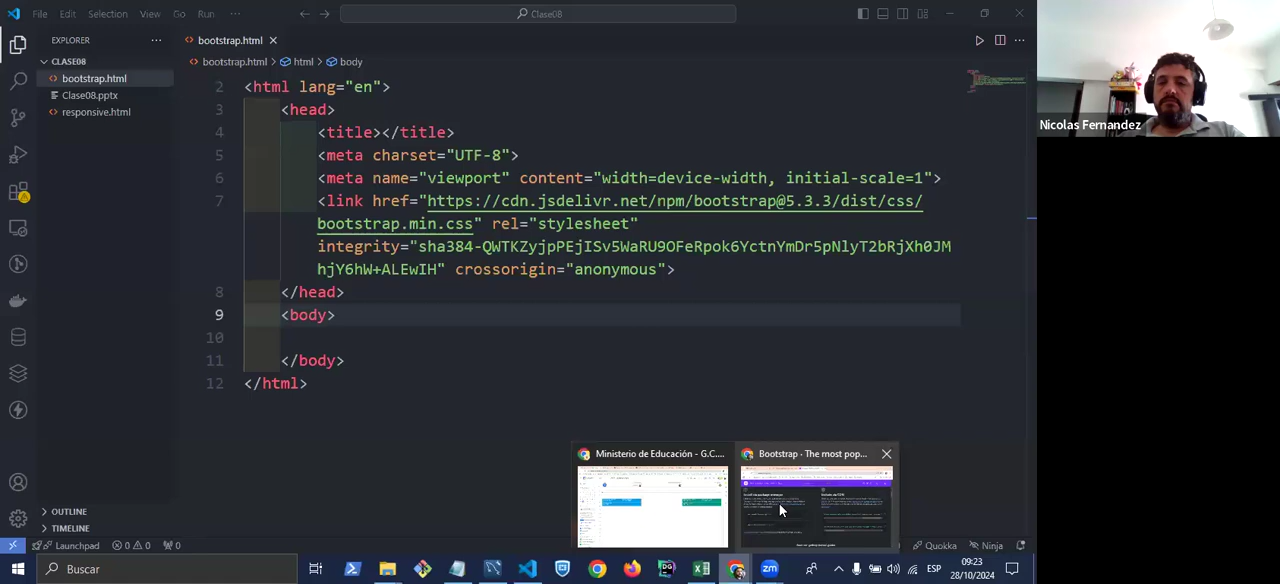 File Edit Selection View Go Run ···
Clase08
EXPLORER
CLASE08
bootstrap.html
Clase08.pptx
responsive.html
OUTLINE
TIMELINE
bootstrap.html
bootstrap.html > html > body
2 <html lang="en">
3 <head>
4 <title></title>
5 <meta charset="UTF-8">
6 <meta name="viewport" content="width=device-width, initial-scale=1">
7 <link href="https://cdn.jsdelivr.net/npm/bootstrap@5.3.3/dist/css/
bootstrap.min.css" rel="stylesheet"
integrity="sha384-QWTKZyjpPEjISv5WaRU9OFeRpok6YctnYmDr5pNlyT2bRjXh0JM
hjY6hW+ALEwIH" crossorigin="anonymous">
8 </head>
9 <body>
10
11 </body>
12 </html>
Nicolas Fernandez
Ministerio de Educación - G.C....
Bootstrap · The most pop...
Launchpad 0 0 0
Quokka Ninja
Buscar
zm
ESP
09:23
28/10/2024